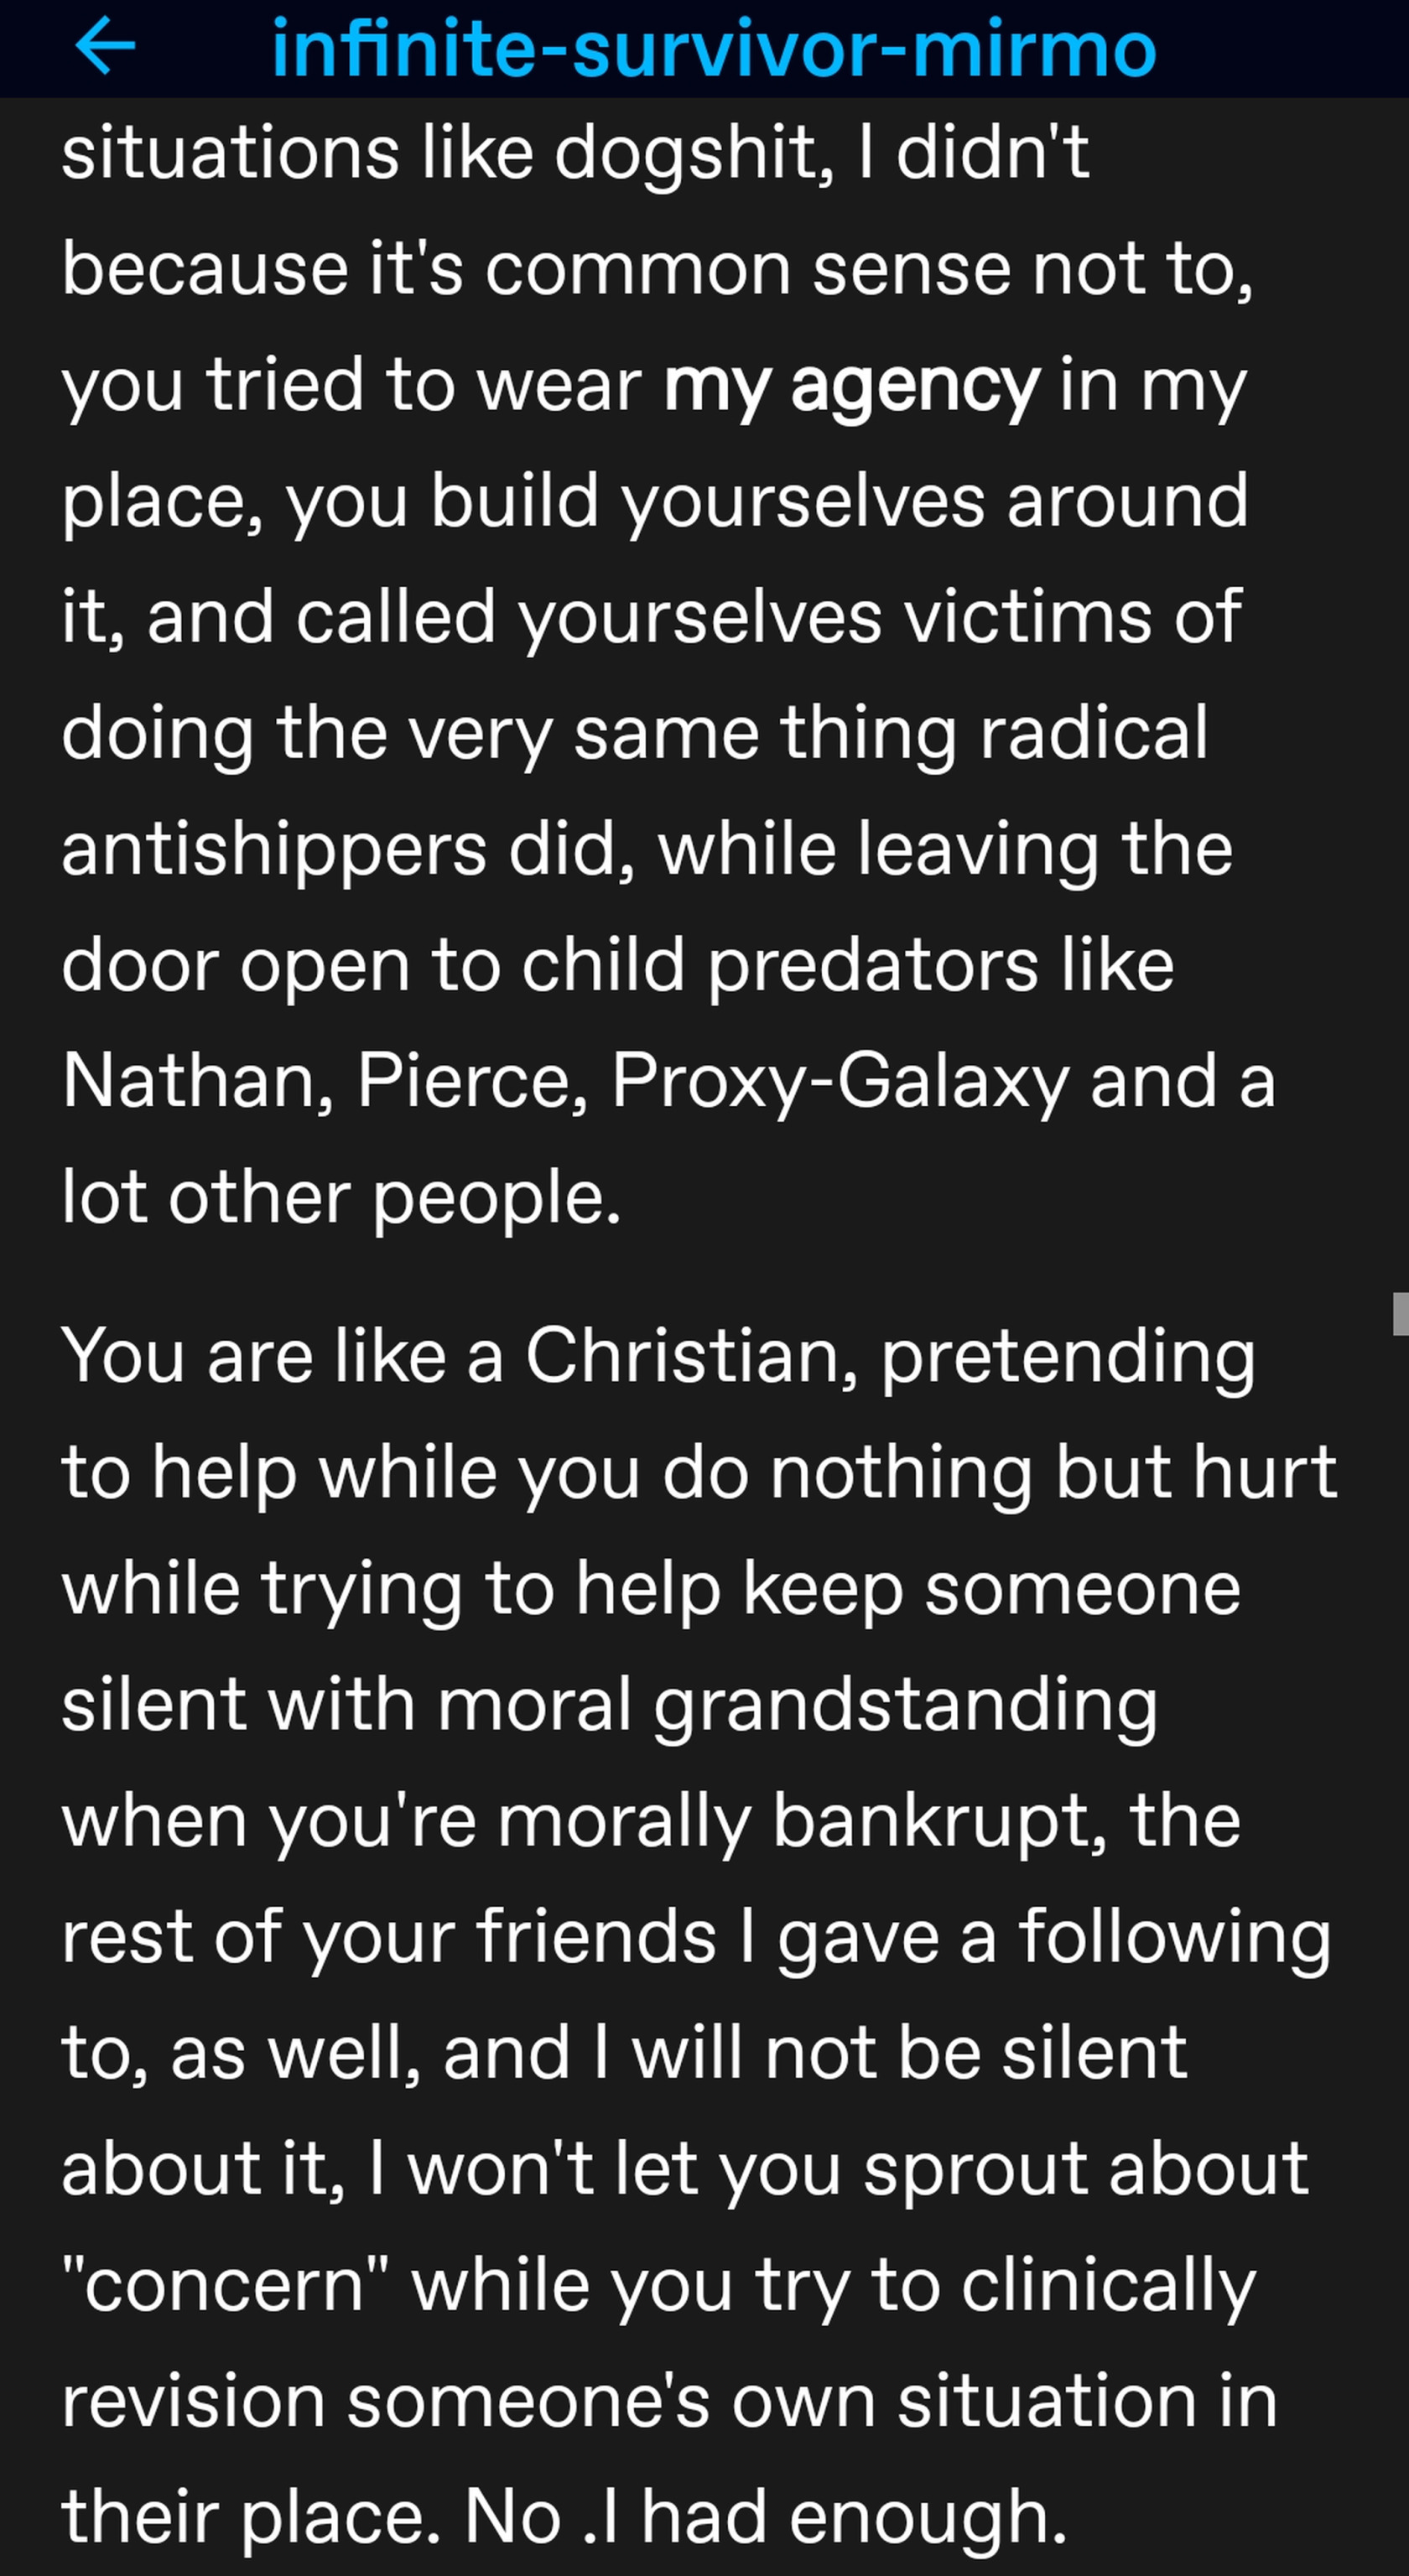 infinite-survivor-mirmo
situations like dogshit, I didn't
because it's common sense not to,
you tried to wear my agency in my
place, you build yourselves around
it, and called yourselves victims of
doing the very same thing radical
antishippers did, while leaving the
door open to child predators like
Nathan, Pierce, Proxy-Galaxy and a
lot other people.
You are like a Christian, pretending
to help while you do nothing but hurt
while trying to help keep someone
silent with moral grandstanding
when you're morally bankrupt, the
rest of your friends I gave a following
to, as well, and I will not be silent
about it, I won't let you sprout about
"concern" while you try to clinically
revision someone's own situation in
their place. No .I had enough.